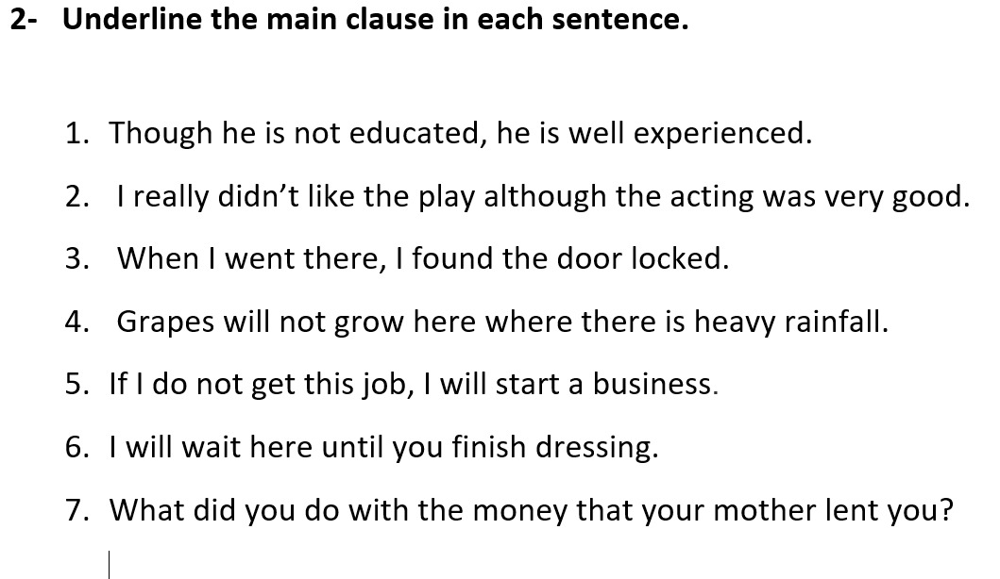 2- Underline the main clause in each sentence.
1. Though he is not educated, he is well experienced.
2. I really didn’t like the play although the acting was very good.
3. When I went there, I found the door locked.
4. Grapes will not grow here where there is heavy rainfall.
5. If I do not get this job, I will start a business.
6. I will wait here until you finish dressing.
7. What did you do with the money that your mother lent you?